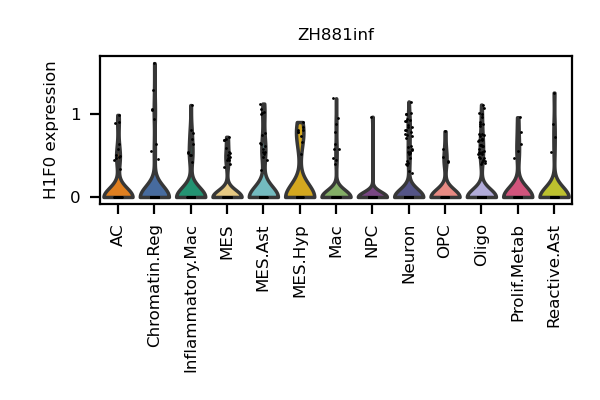 ZH881inf
H1F0 expression
1
0
AC
Chromatin.Reg
Inflammatory.Mac
MES
MES.Ast
MES.Hyp
Mac
NPC
Neuron
OPC
Oligo
Prolif.Metab
Reactive.Ast